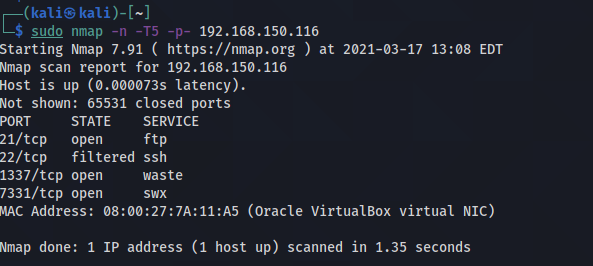 ┌──(kali㉿kali)-[~]
└─$ sudo nmap -n -T5 -p- 192.168.150.116
Starting Nmap 7.91 ( https://nmap.org ) at 2021-03-17 13:08 EDT
Nmap scan report for 192.168.150.116
Host is up (0.000073s latency).
Not shown: 65531 closed ports
PORT     STATE    SERVICE
21/tcp   open     ftp
22/tcp   filtered ssh
1337/tcp open     waste
7331/tcp open     swx
MAC Address: 08:00:27:7A:11:A5 (Oracle VirtualBox virtual NIC)
Nmap done: 1 IP address (1 host up) scanned in 1.35 seconds